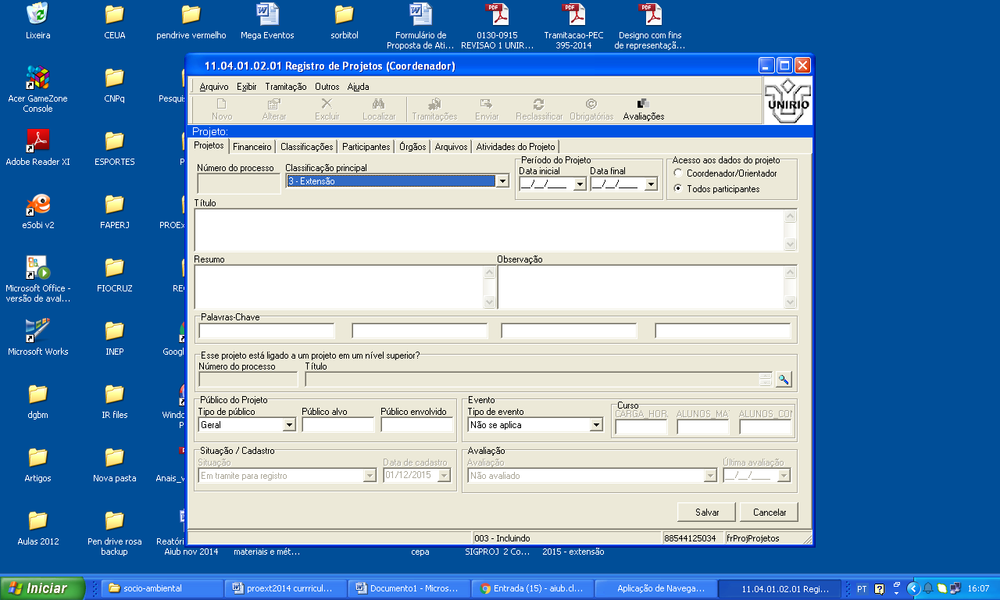 Lixeira
CEUA
pendrive vermelho
Mega Eventos
sorbitol
Formulário de
Proposta de Ati...
0130-0915
REVISAO 1 UNIR...
Tramitacao-PEC
395-2014
Designo com fins
de representaçã...
Acer GameZone
Console
CNPq
Pesquis
Adobe Reader XI
ESPORTES
P
eSobi v2
FAPERJ
PROEx
Microsoft Office -
versão de aval...
FIOCRUZ
REC
Microsoft Works
INEP
Googl
dgbm
IR files
Windo
P
Artigos
Nova pasta
Anais_v
Aulas 2012
Pen drive rosa
backup
Reatóri
Aiub nov 2014
materiais e mét...
cepa
SIGPROJ 2 Co...
2015 - extensão
11.04.01.02.01 Registro de Projetos (Coordenador)
Arquivo Exibir Tramitação Outros Ajuda
UNIRIO
Novo Alterar Excluir Localizar Tramitações Enviar Reclassificar Obrigatórias Avaliações
Projeto:
Projetos Financeiro Classificações Participantes Órgãos Arquivos Atividades do Projeto
Número do processo
Classificação principal
3 - Extensão
Período do Projeto
Data inicial Data final
__/__/____ __/__/____
Acesso aos dados do projeto
Coordenador/Orientador
Todos participantes
Título
Resumo
Observação
Palavras-Chave
Esse projeto está ligado a um projeto em um nível superior?
Número do processo Título
Público do Projeto
Tipo de público Público alvo Público envolvido
Geral
Evento
Tipo de evento
Não se aplica
Curso
CARGA_HOR ALUNOS_MA ALUNOS_CON
Situação / Cadastro
Situação Data de cadastro
Em tramite para registro 01/12/2015
Avaliação
Avaliação Última avaliação
Não avaliado __/__/____
Salvar Cancelar
003 - Incluindo 88544125034 frProjProjetos
Iniciar socio-ambiental proext2014 currricul... Documento1 - Micros... Entrada (15) - aiub.cl... Aplicação de Navega... 11.04.01.02.01 Regi... PT 16:07